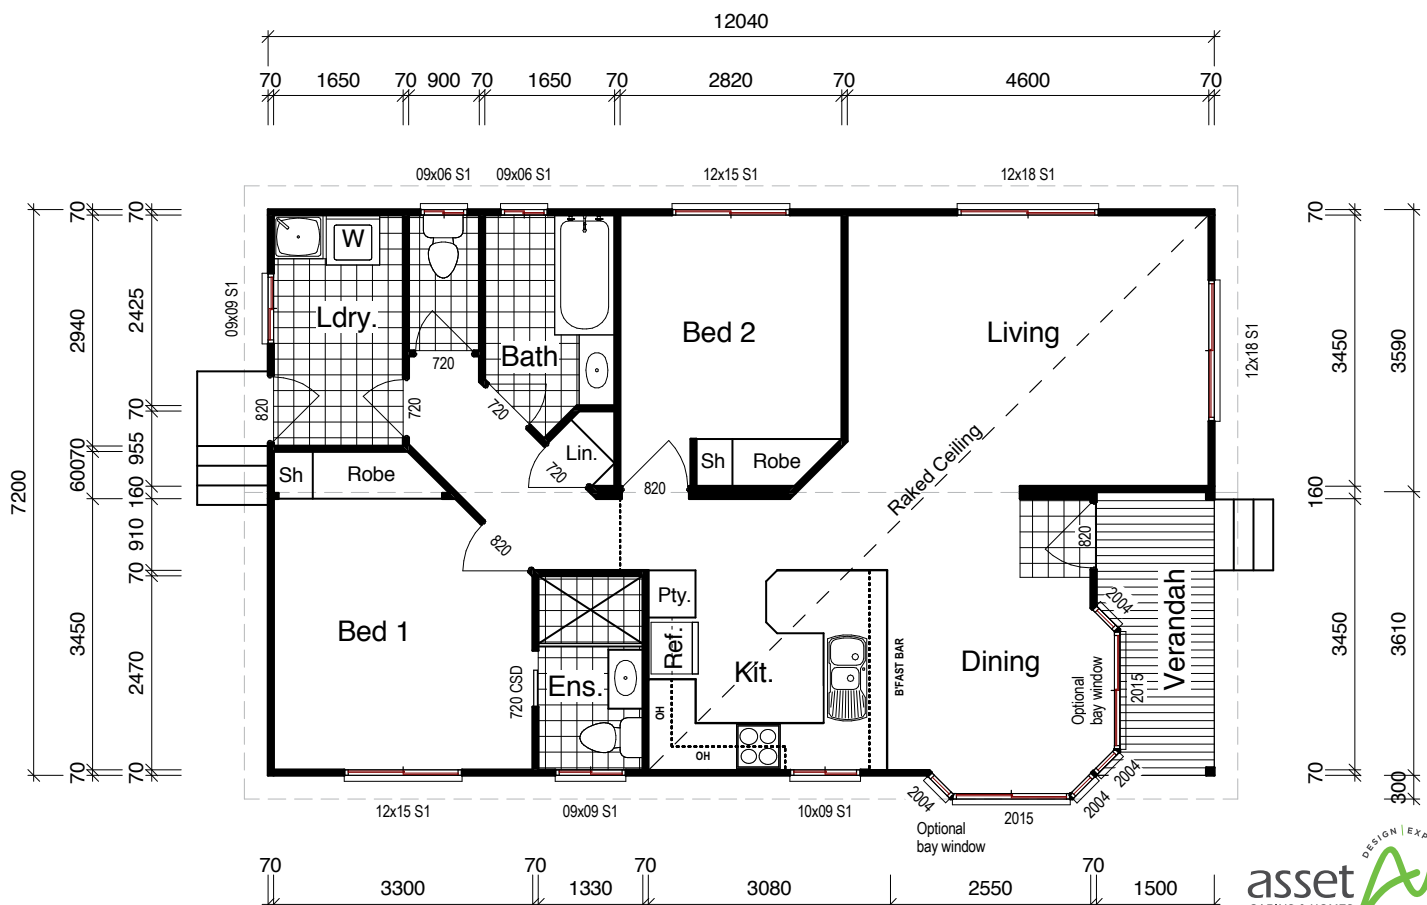 12040
70 1650 70 900 70 1650 70 2820 70 4600 70
09x06 S1 09x06 S1 12x15 S1 12x18 S1
70 70 70
W
09x09 S1
Ldry.
Bed 2
Living
Bath
720
2940 2425
3450 3590
12x18 S1
820 720 720
70
955
Lin.
720
Sh Robe
Sh Robe
820
Raked Ceiling
7200
70
600
160
160
910
820
820
70
Pty.
Ref.
Kit.
OH
OH
B'FAST BAR
Bed 1
720 CSD
Ens.
Dining
Verandah
2004
Optional
bay window
2015
2004
3450 2470
3450 3610
70 70 70
300
12x15 S1 09x09 S1 10x09 S1
2004 2015 2004
Optional
bay window
70 3300 70 1330 70 3080 2550 70 1500
DESIGN | EXP
asset